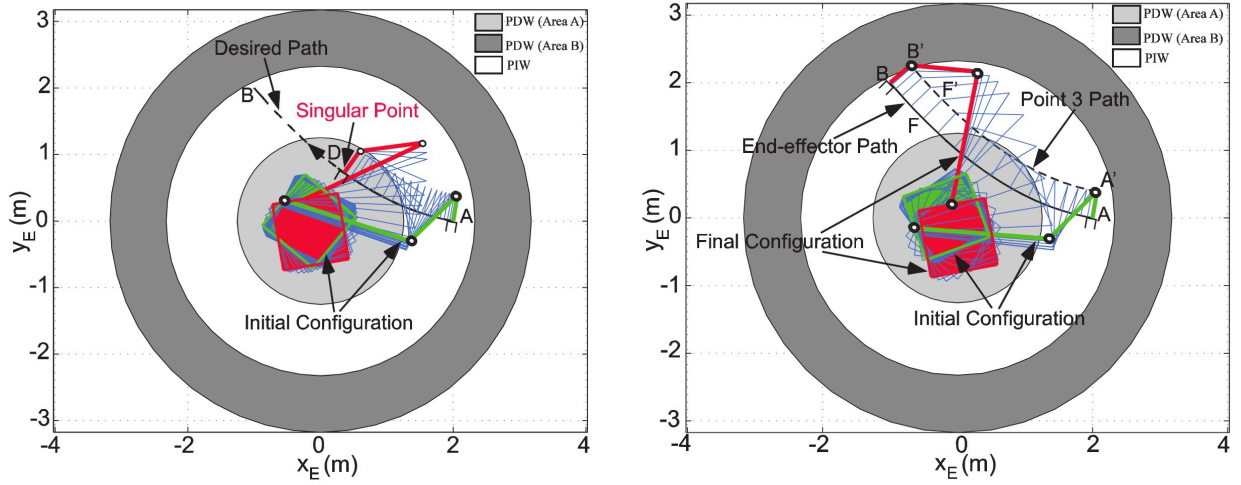 3
2
1
0
-1
-2
-3
-4
-2
0
2
4
y_E (m)
x_E (m)
PDW (Area A)
PDW (Area B)
PIW
Desired Path
B
Singular Point
D
A
Initial Configuration
3
2
1
0
-1
-2
-3
-4
-2
0
2
4
y_E (m)
x_E (m)
PDW (Area A)
PDW (Area B)
PIW
B
B'
F'
Point 3 Path
F
End-effector Path
A'
A
Final Configuration
Initial Configuration